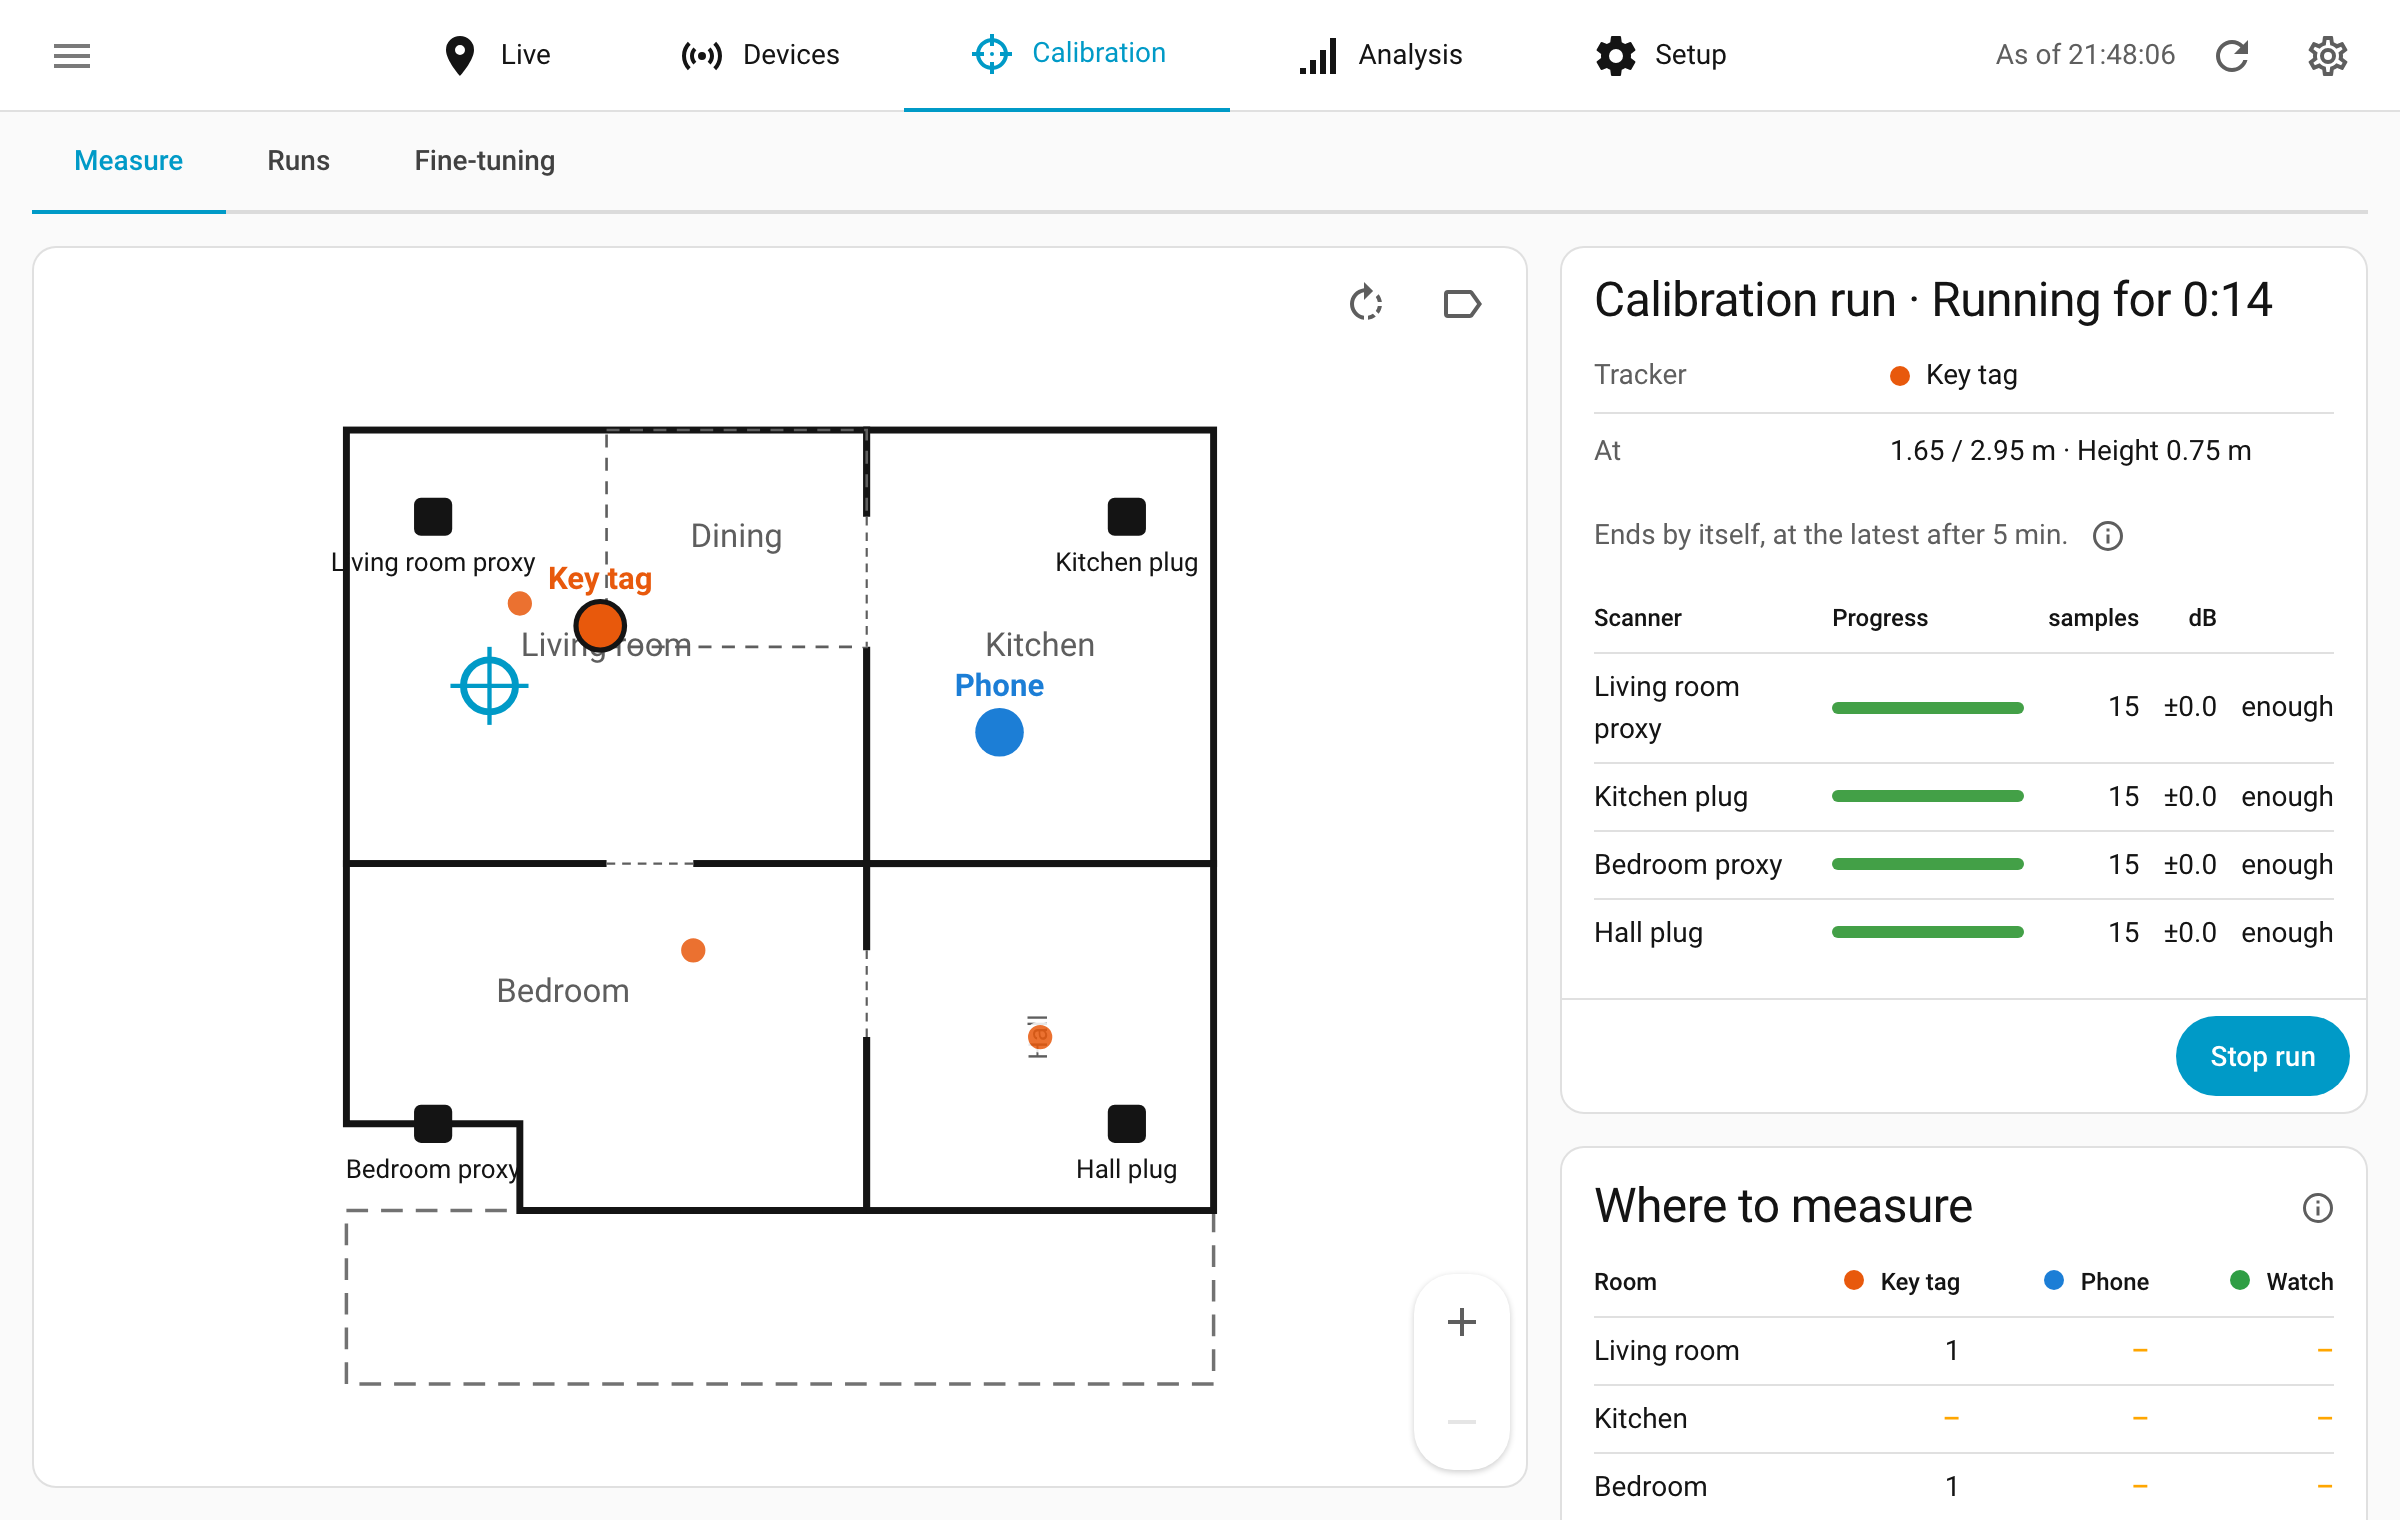 Live
Devices
Calibration
Analysis
Setup
As of 21:48:06
Measure
Runs
Fine-tuning
Dining
Living room proxy
Kitchen plug
Key tag
Living room
Kitchen
Phone
Bedroom
Hall
Bedroom proxy
Hall plug
Calibration run · Running for 0:14
Tracker Key tag
At 1.65 / 2.95 m · Height 0.75 m
Ends by itself, at the latest after 5 min.
Scanner Progress samples dB
Living room proxy 15 ±0.0 enough
Kitchen plug 15 ±0.0 enough
Bedroom proxy 15 ±0.0 enough
Hall plug 15 ±0.0 enough
Stop run
Where to measure
Room Key tag Phone Watch
Living room 1 – –
Kitchen – – –
Bedroom 1 – –